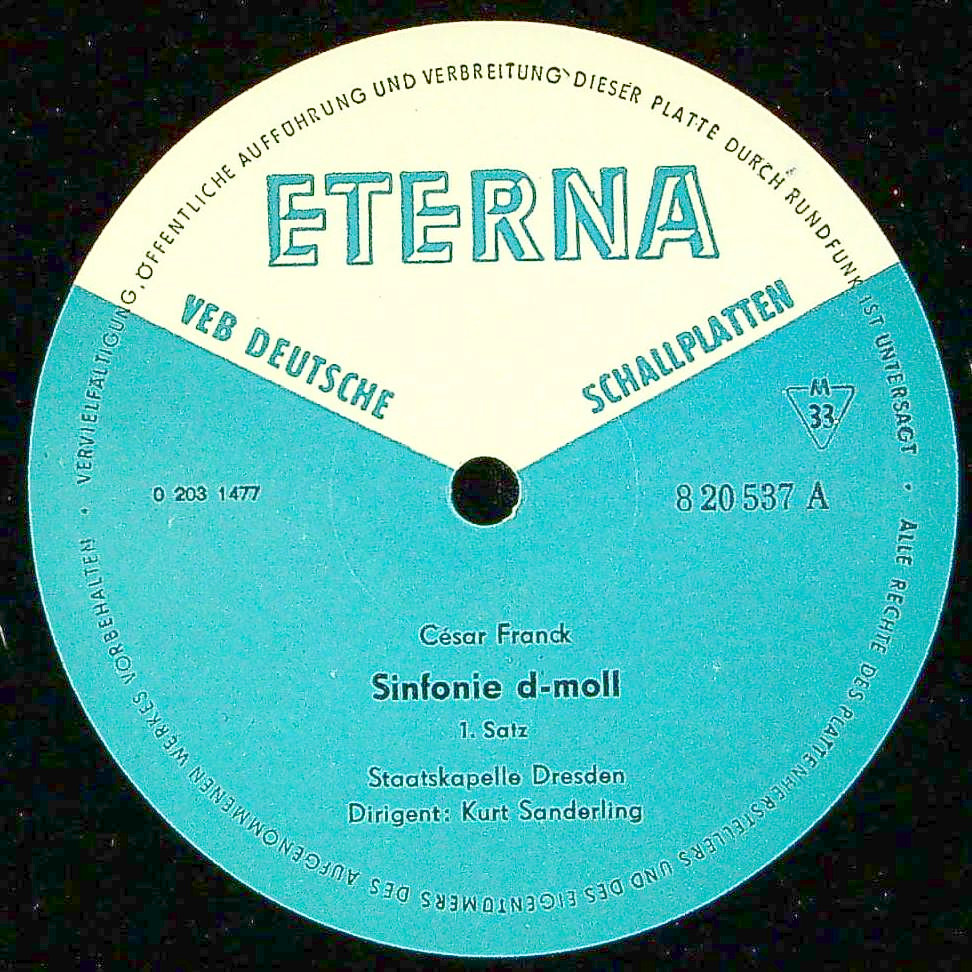 VERVIELFÄLTIGUNG, ÖFFENTLICHE AUFFÜHRUNG UND VERBREITUNG DIESER PLATTE DURCH RUNDFUNK IST UNTERSAGT • ALLE RECHTE DES PLATTENHERSTELLERS UND DES EIGENTÜMERS DES AUFGENOMMENEN WERKES VORBEHALTEN •
ETERNA
VEB DEUTSCHE SCHALLPLATTEN
M
33
0 203 1477
8 20 537 A
César Franck
Sinfonie d-moll
1. Satz
Staatskapelle Dresden
Dirigent: Kurt Sanderling